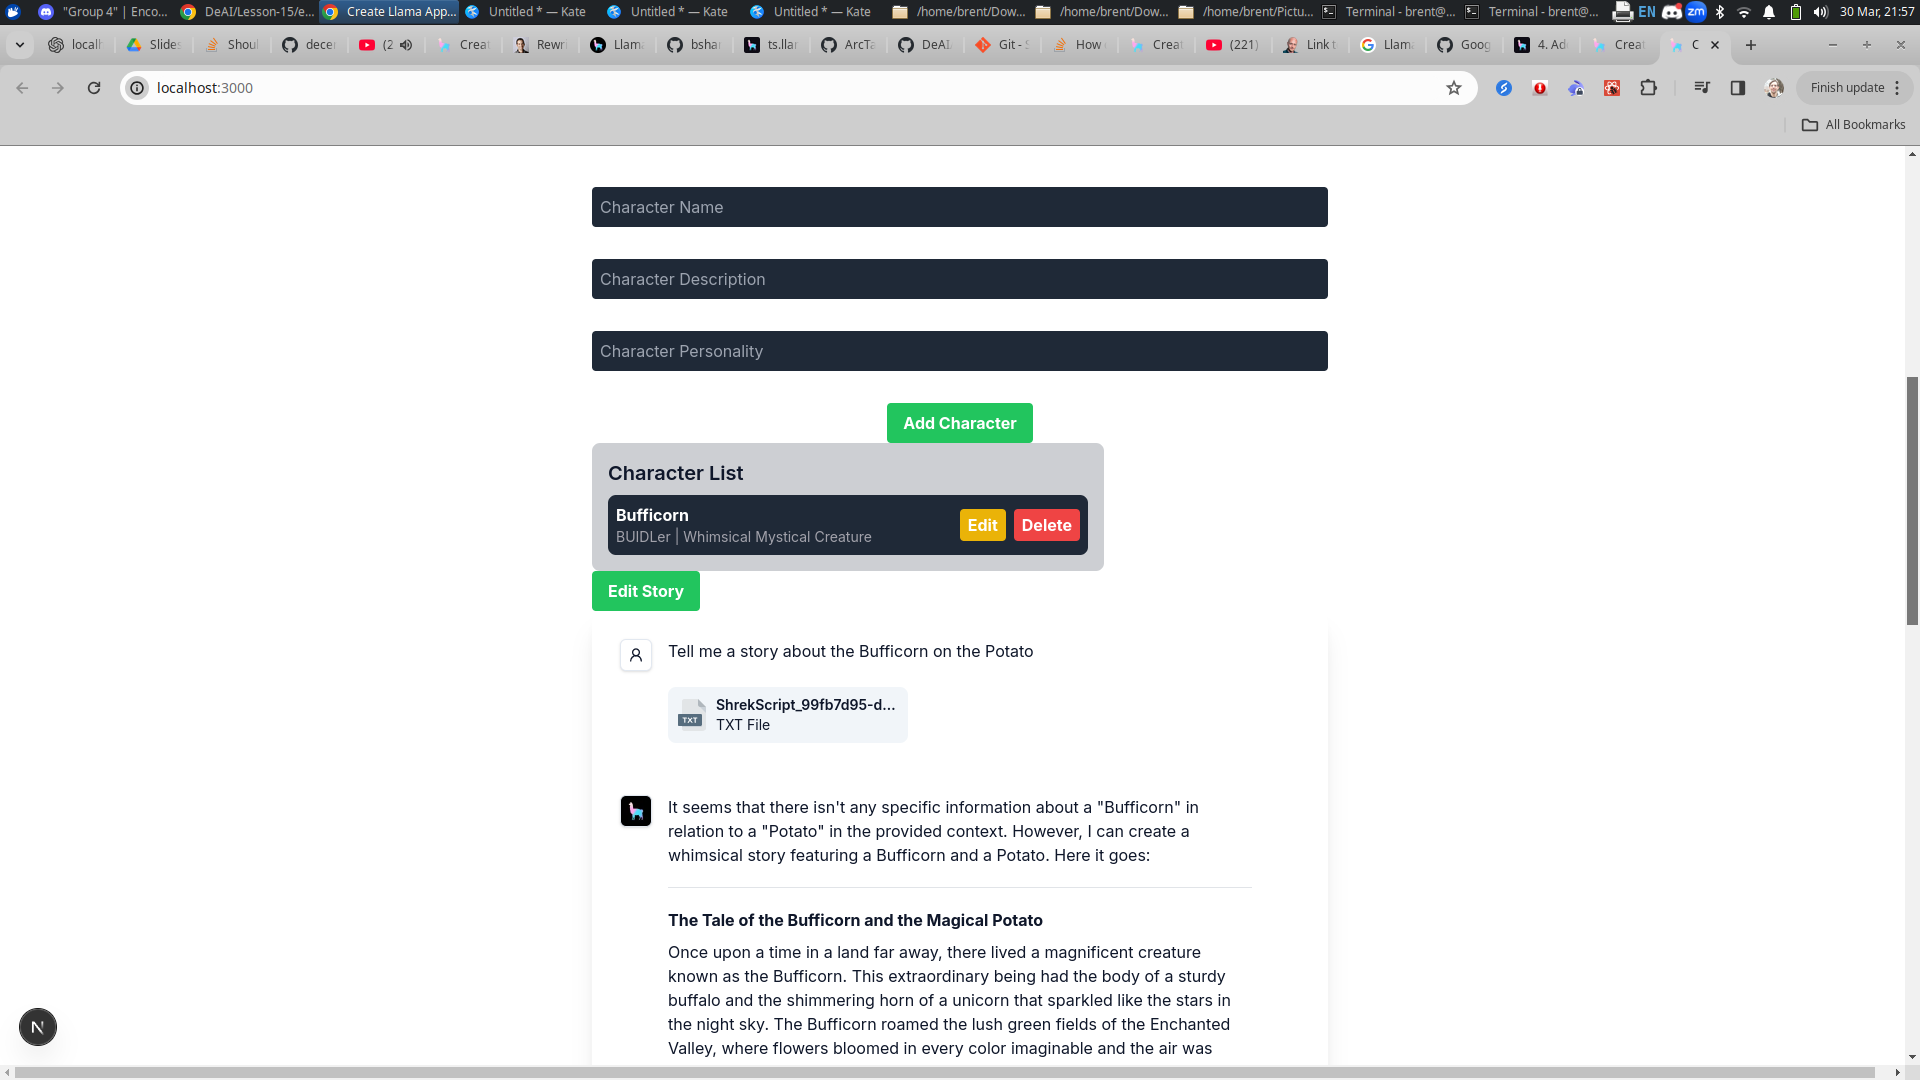 "Group 4" | Enco...
DeAI/Lesson-15/e...
Create Llama App...
Untitled * — Kate
Untitled * — Kate
Untitled * — Kate
/home/brent/Dow...
/home/brent/Dow...
/home/brent/Pictu...
Terminal - brent@...
Terminal - brent@...
EN
zm
30 Mar, 21:57
localh
Slides
Shoul
decer
(2
Creat
Rewri
Llama
bshar
ts.llar
ArcTa
DeAI
Git - S
How
Creat
(221)
Link t
Llama
Goog
4. Ad
Creat
C
localhost:3000
Finish update
All Bookmarks
Character Name
Character Description
Character Personality
Add Character
Character List
Bufficorn
BUIDLer | Whimsical Mystical Creature
Edit
Delete
Edit Story
Tell me a story about the Bufficorn on the Potato
ShrekScript_99fb7d95-d...
TXT
TXT File
It seems that there isn't any specific information about a "Bufficorn" in
relation to a "Potato" in the provided context. However, I can create a
whimsical story featuring a Bufficorn and a Potato. Here it goes:
The Tale of the Bufficorn and the Magical Potato
Once upon a time in a land far away, there lived a magnificent creature
known as the Bufficorn. This extraordinary being had the body of a sturdy
buffalo and the shimmering horn of a unicorn that sparkled like the stars in
the night sky. The Bufficorn roamed the lush green fields of the Enchanted
Valley, where flowers bloomed in every color imaginable and the air was
N